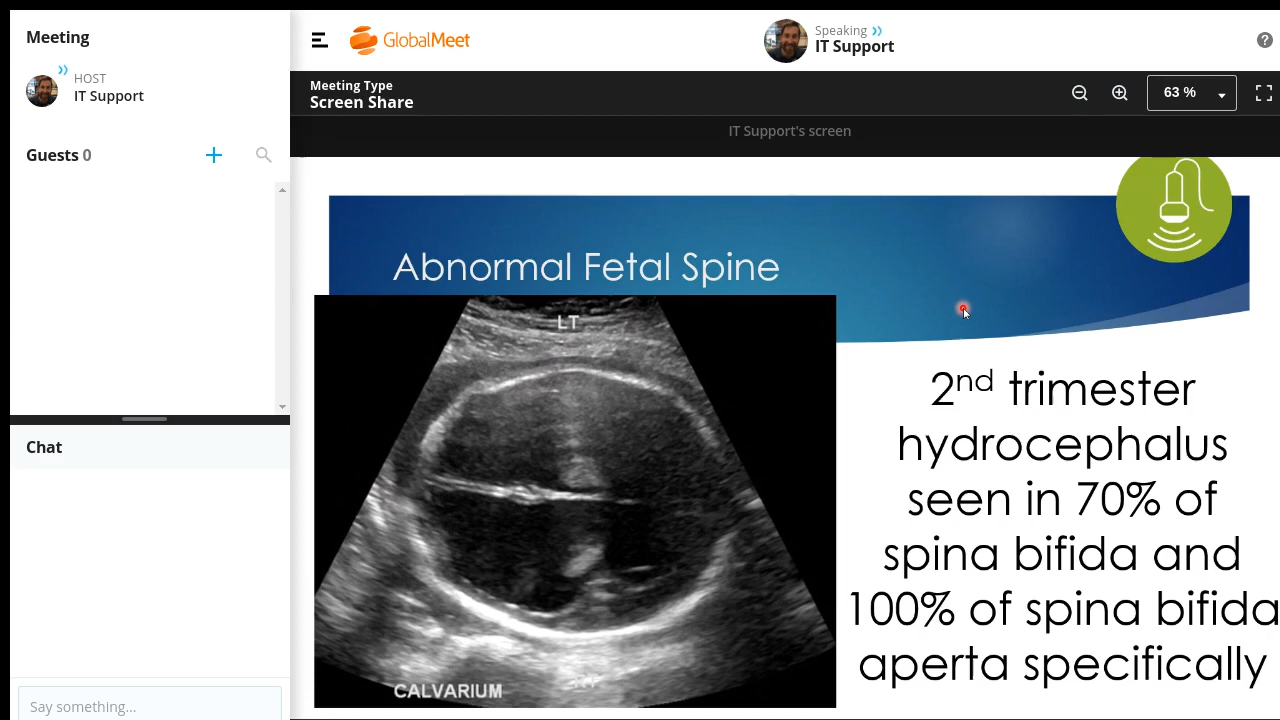 Meeting
HOST
IT Support
Guests 0
Chat
Say something...
GlobalMeet
Speaking
IT Support
?
Meeting Type
Screen Share
63 %
IT Support's screen
Abnormal Fetal Spine
LT
CALVARIUM
2nd trimester
hydrocephalus
seen in 70% of
spina bifida and
100% of spina bifida
aperta specifically